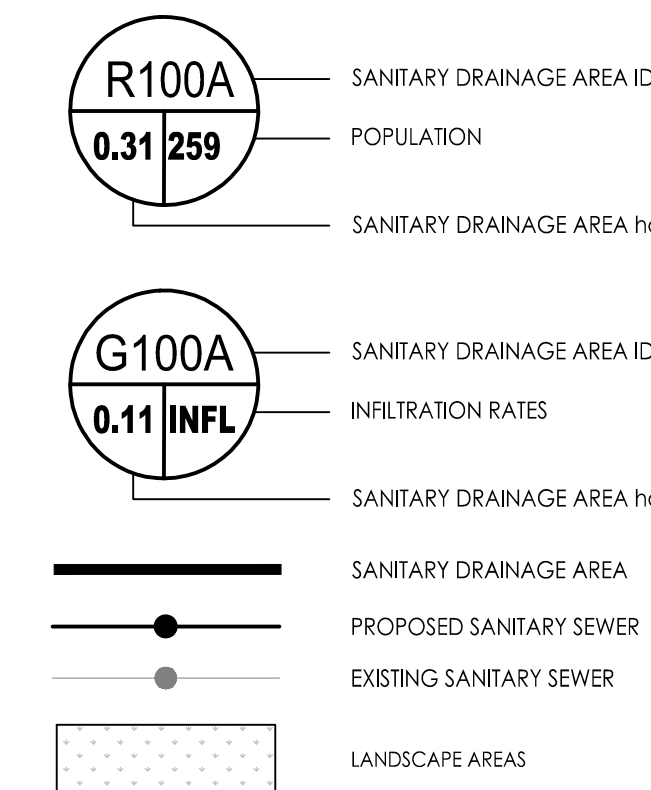 R100A
SANITARY DRAINAGE AREA ID
0.31 259
POPULATION
SANITARY DRAINAGE AREA
G100A
SANITARY DRAINAGE AREA ID
0.11 INFL
INFILTRATION RATES
SANITARY DRAINAGE AREA
SANITARY DRAINAGE AREA
PROPOSED SANITARY SEWER
EXISTING SANITARY SEWER
LANDSCAPE AREAS